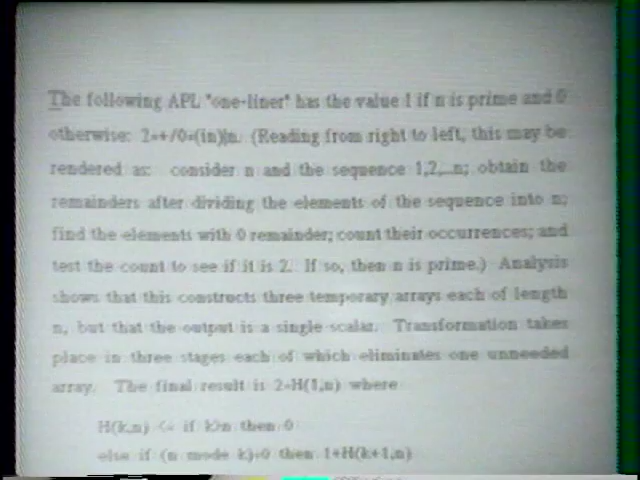 The following APL "one-liner" has the value 1 if n is prime and 0
otherwise: 2=+/0=(in)|n. (Reading from right to left, this may be
rendered as: consider n and the sequence 1,2,...n; obtain the
remainders after dividing the elements of the sequence into n;
find the elements with 0 remainder; count their occurrences; and
test the count to see if it is 2. If so, then n is prime.) Analysis
shows that this constructs three temporary arrays each of length
n, but that the output is a single scalar. Transformation takes
place in three stages each of which eliminates one unneeded
array. The final result is 2=H(1,n) where
H(k,n) <= if k>n then 0
else if (n mode k)=0 then 1+H(k+1,n)